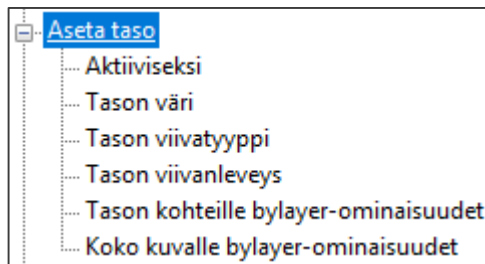 Aseta taso
Aktiiviseksi
Tason väri
Tason viivatyyppi
Tason viivanleveys
Tason kohteille bylayer-ominaisuudet
Koko kuvalle bylayer-ominaisuudet